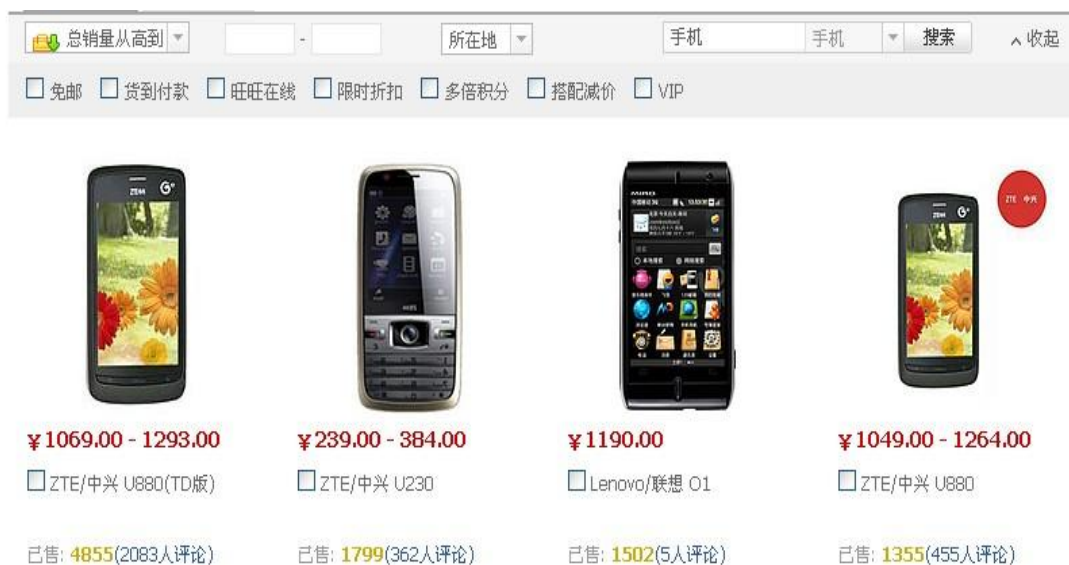 总销量从高到
-
所在地
手机
手机
搜索
收起
免邮
货到付款
旺旺在线
限时折扣
多倍积分
搭配减价
VIP
ZTE 中兴
¥1069.00 - 1293.00
ZTE/中兴 U880(TD版)
已售: 4855(2083人评论)
¥239.00 - 384.00
ZTE/中兴 U230
已售: 1799(362人评论)
¥1190.00
Lenovo/联想 O1
已售: 1502(5人评论)
¥1049.00 - 1264.00
ZTE/中兴 U880
已售: 1355(455人评论)